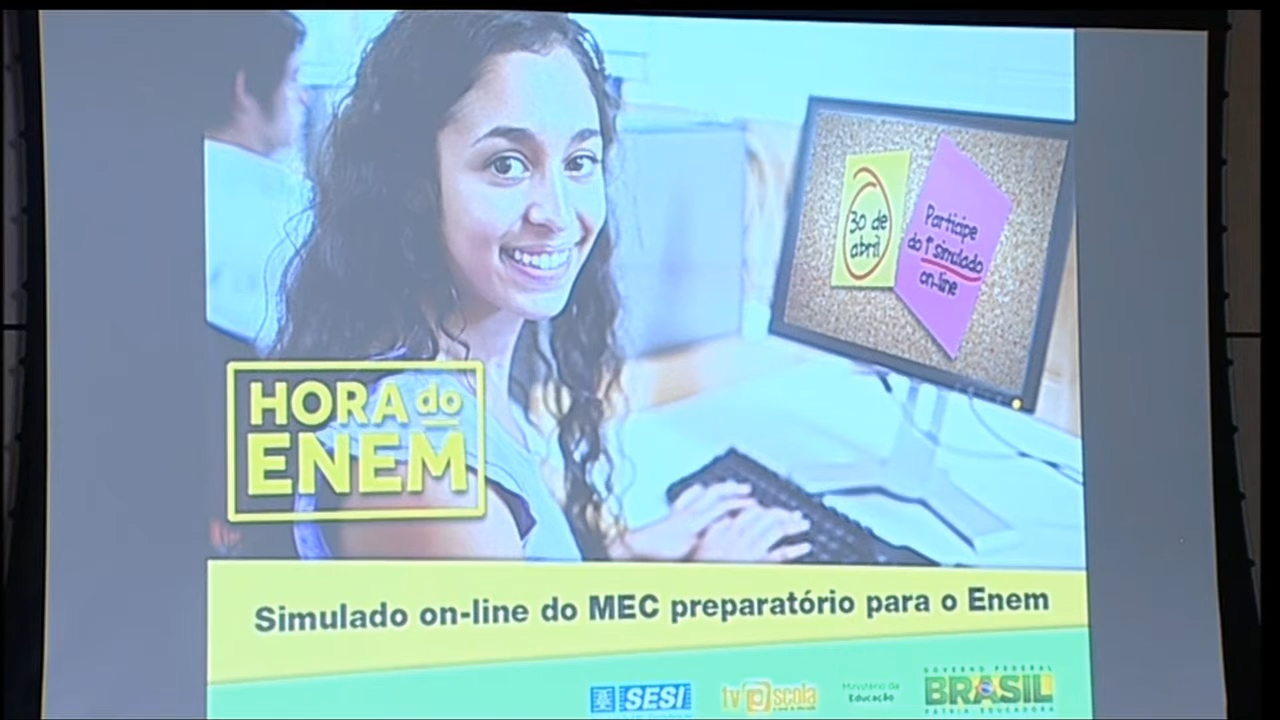 30 de
abril
Participe
do 1º simulado
on-line
HORA do
ENEM
Simulado on-line do MEC preparatório para o Enem
SESI
tv escola
Ministério da
Educação
GOVERNO FEDERAL
BRASIL
PÁTRIA EDUCADORA